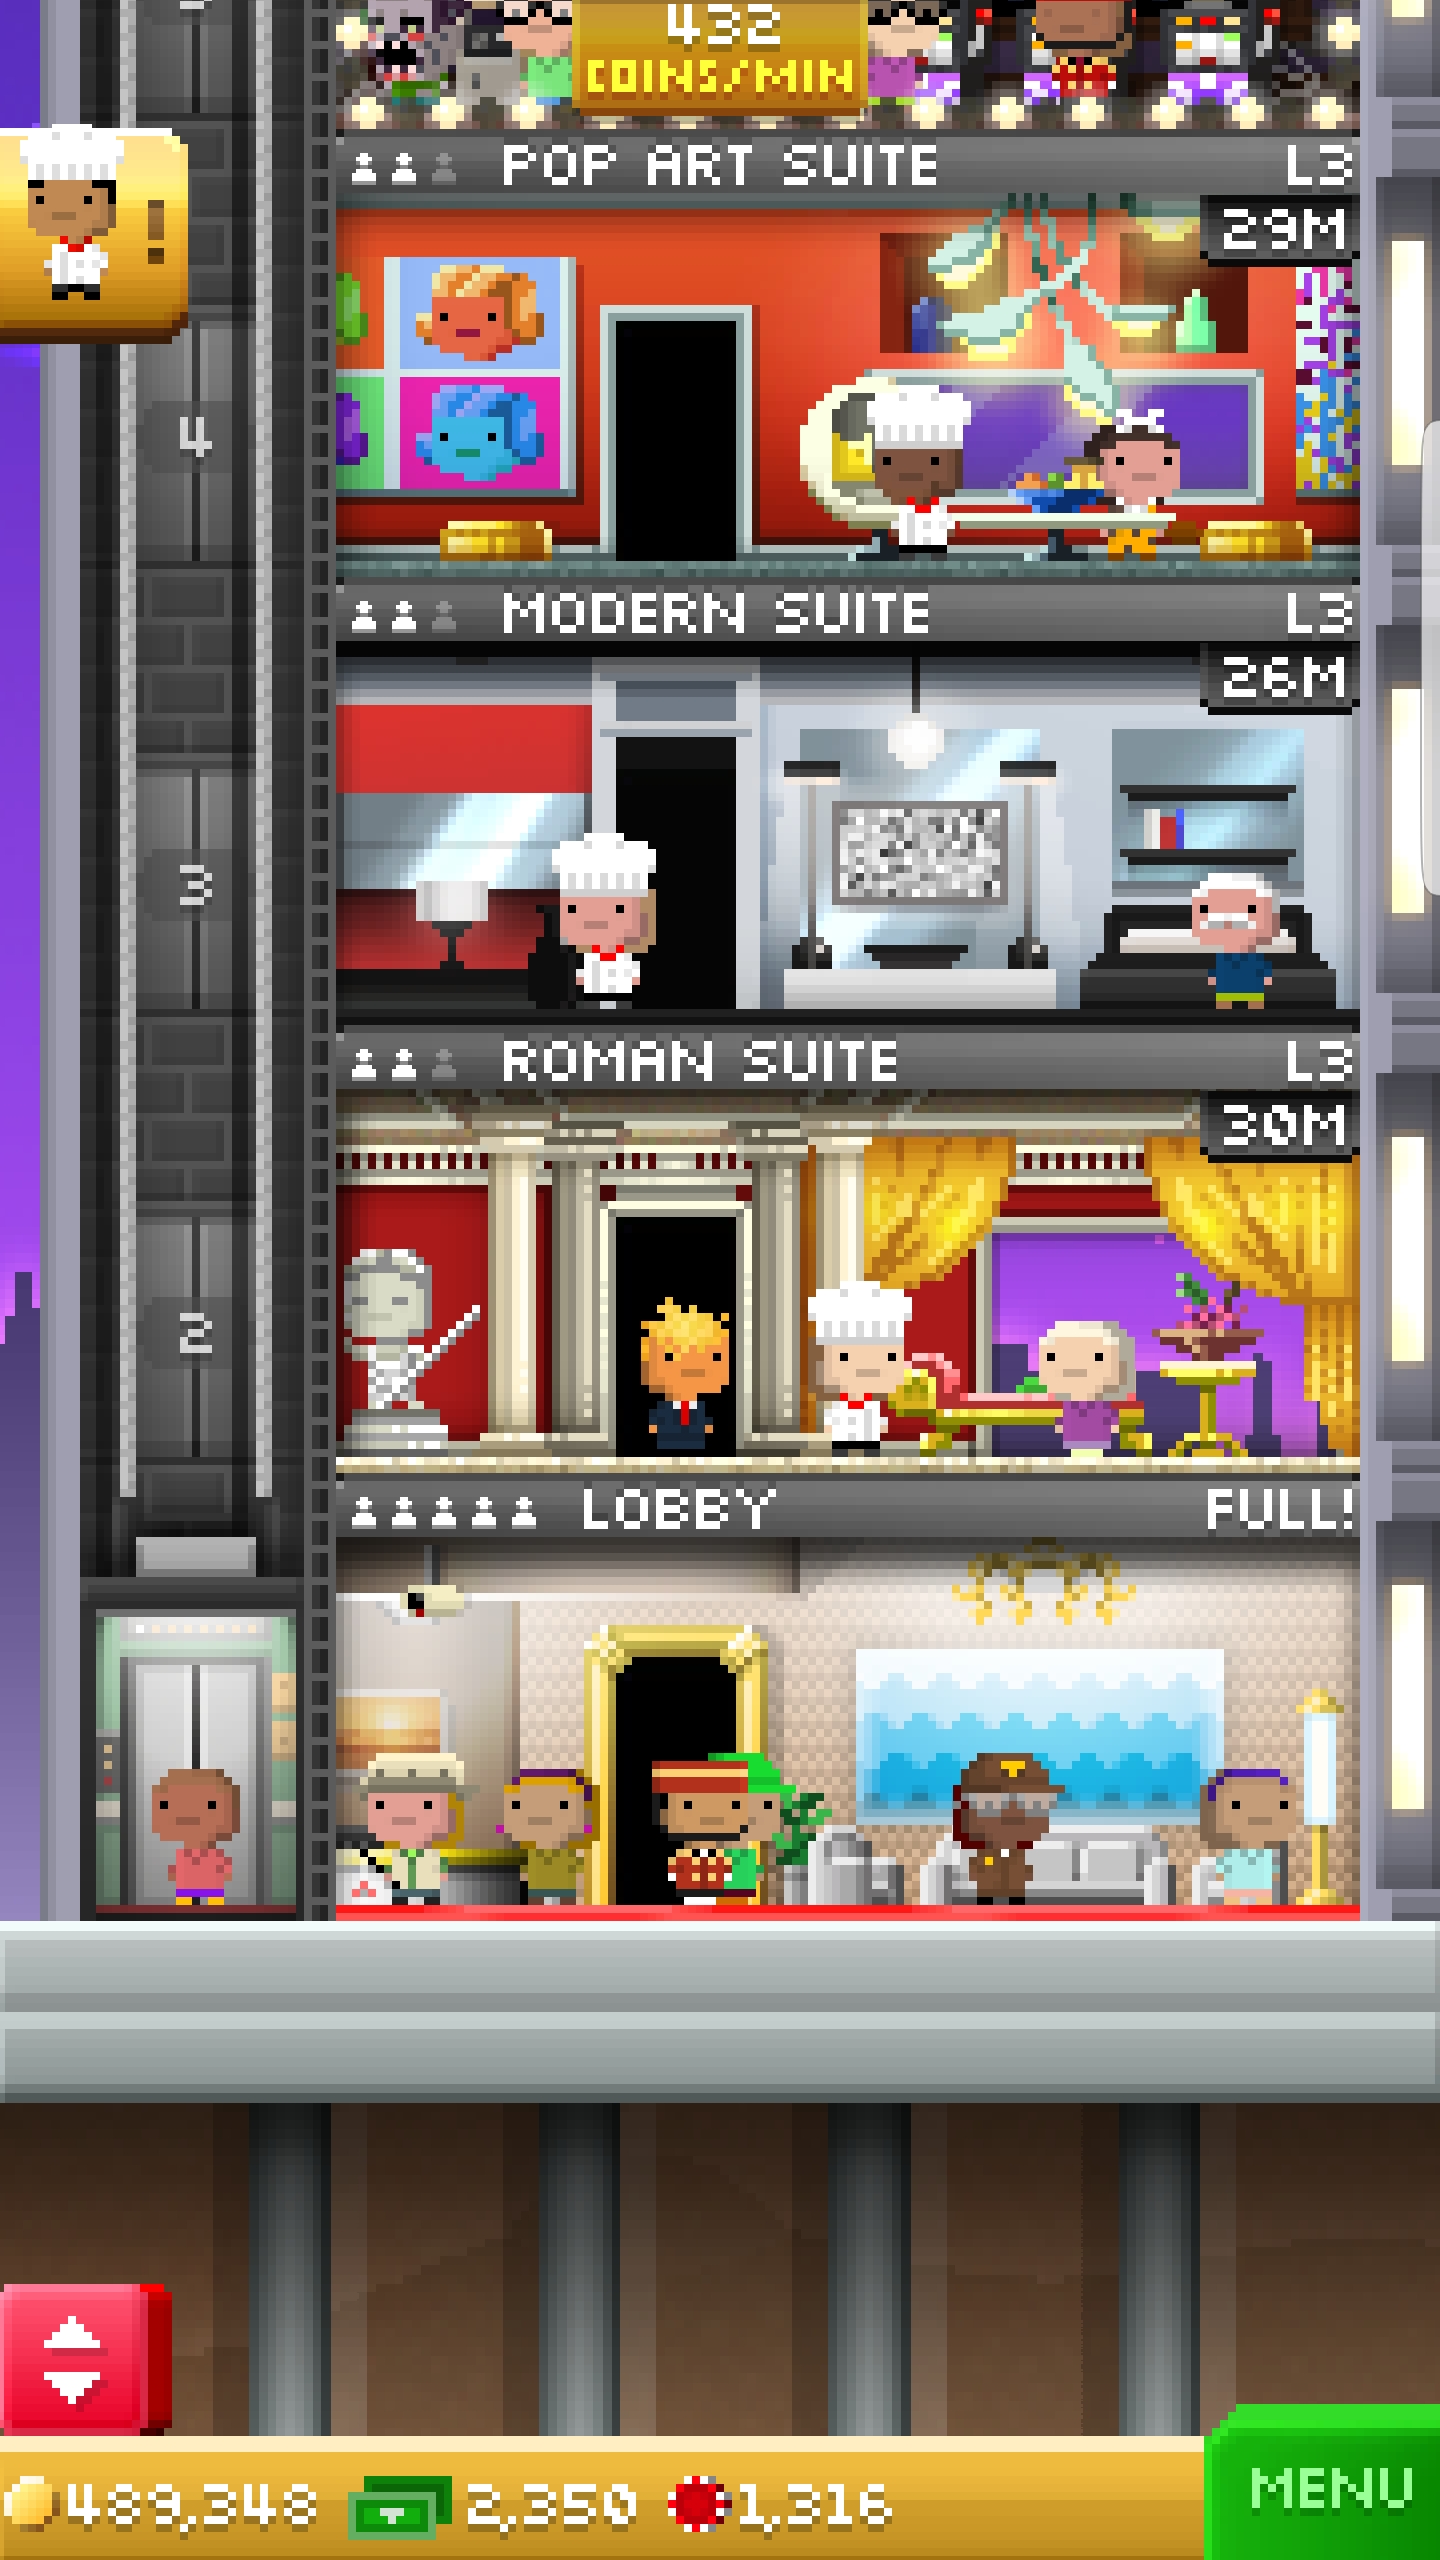 432
COINS/MIN
POP ART SUITE L3
29M
!
4
MODERN SUITE L3
26M
3
ROMAN SUITE L3
30M
2
LOBBY FULL!
489,348 2,350 1,316
MENU